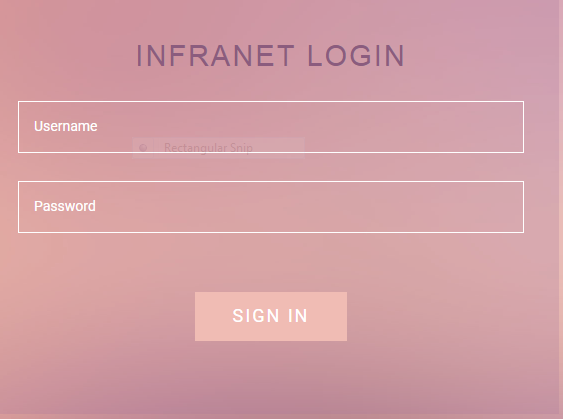 INFRANET LOGIN
Username
Rectangular Snip
Password
SIGN IN